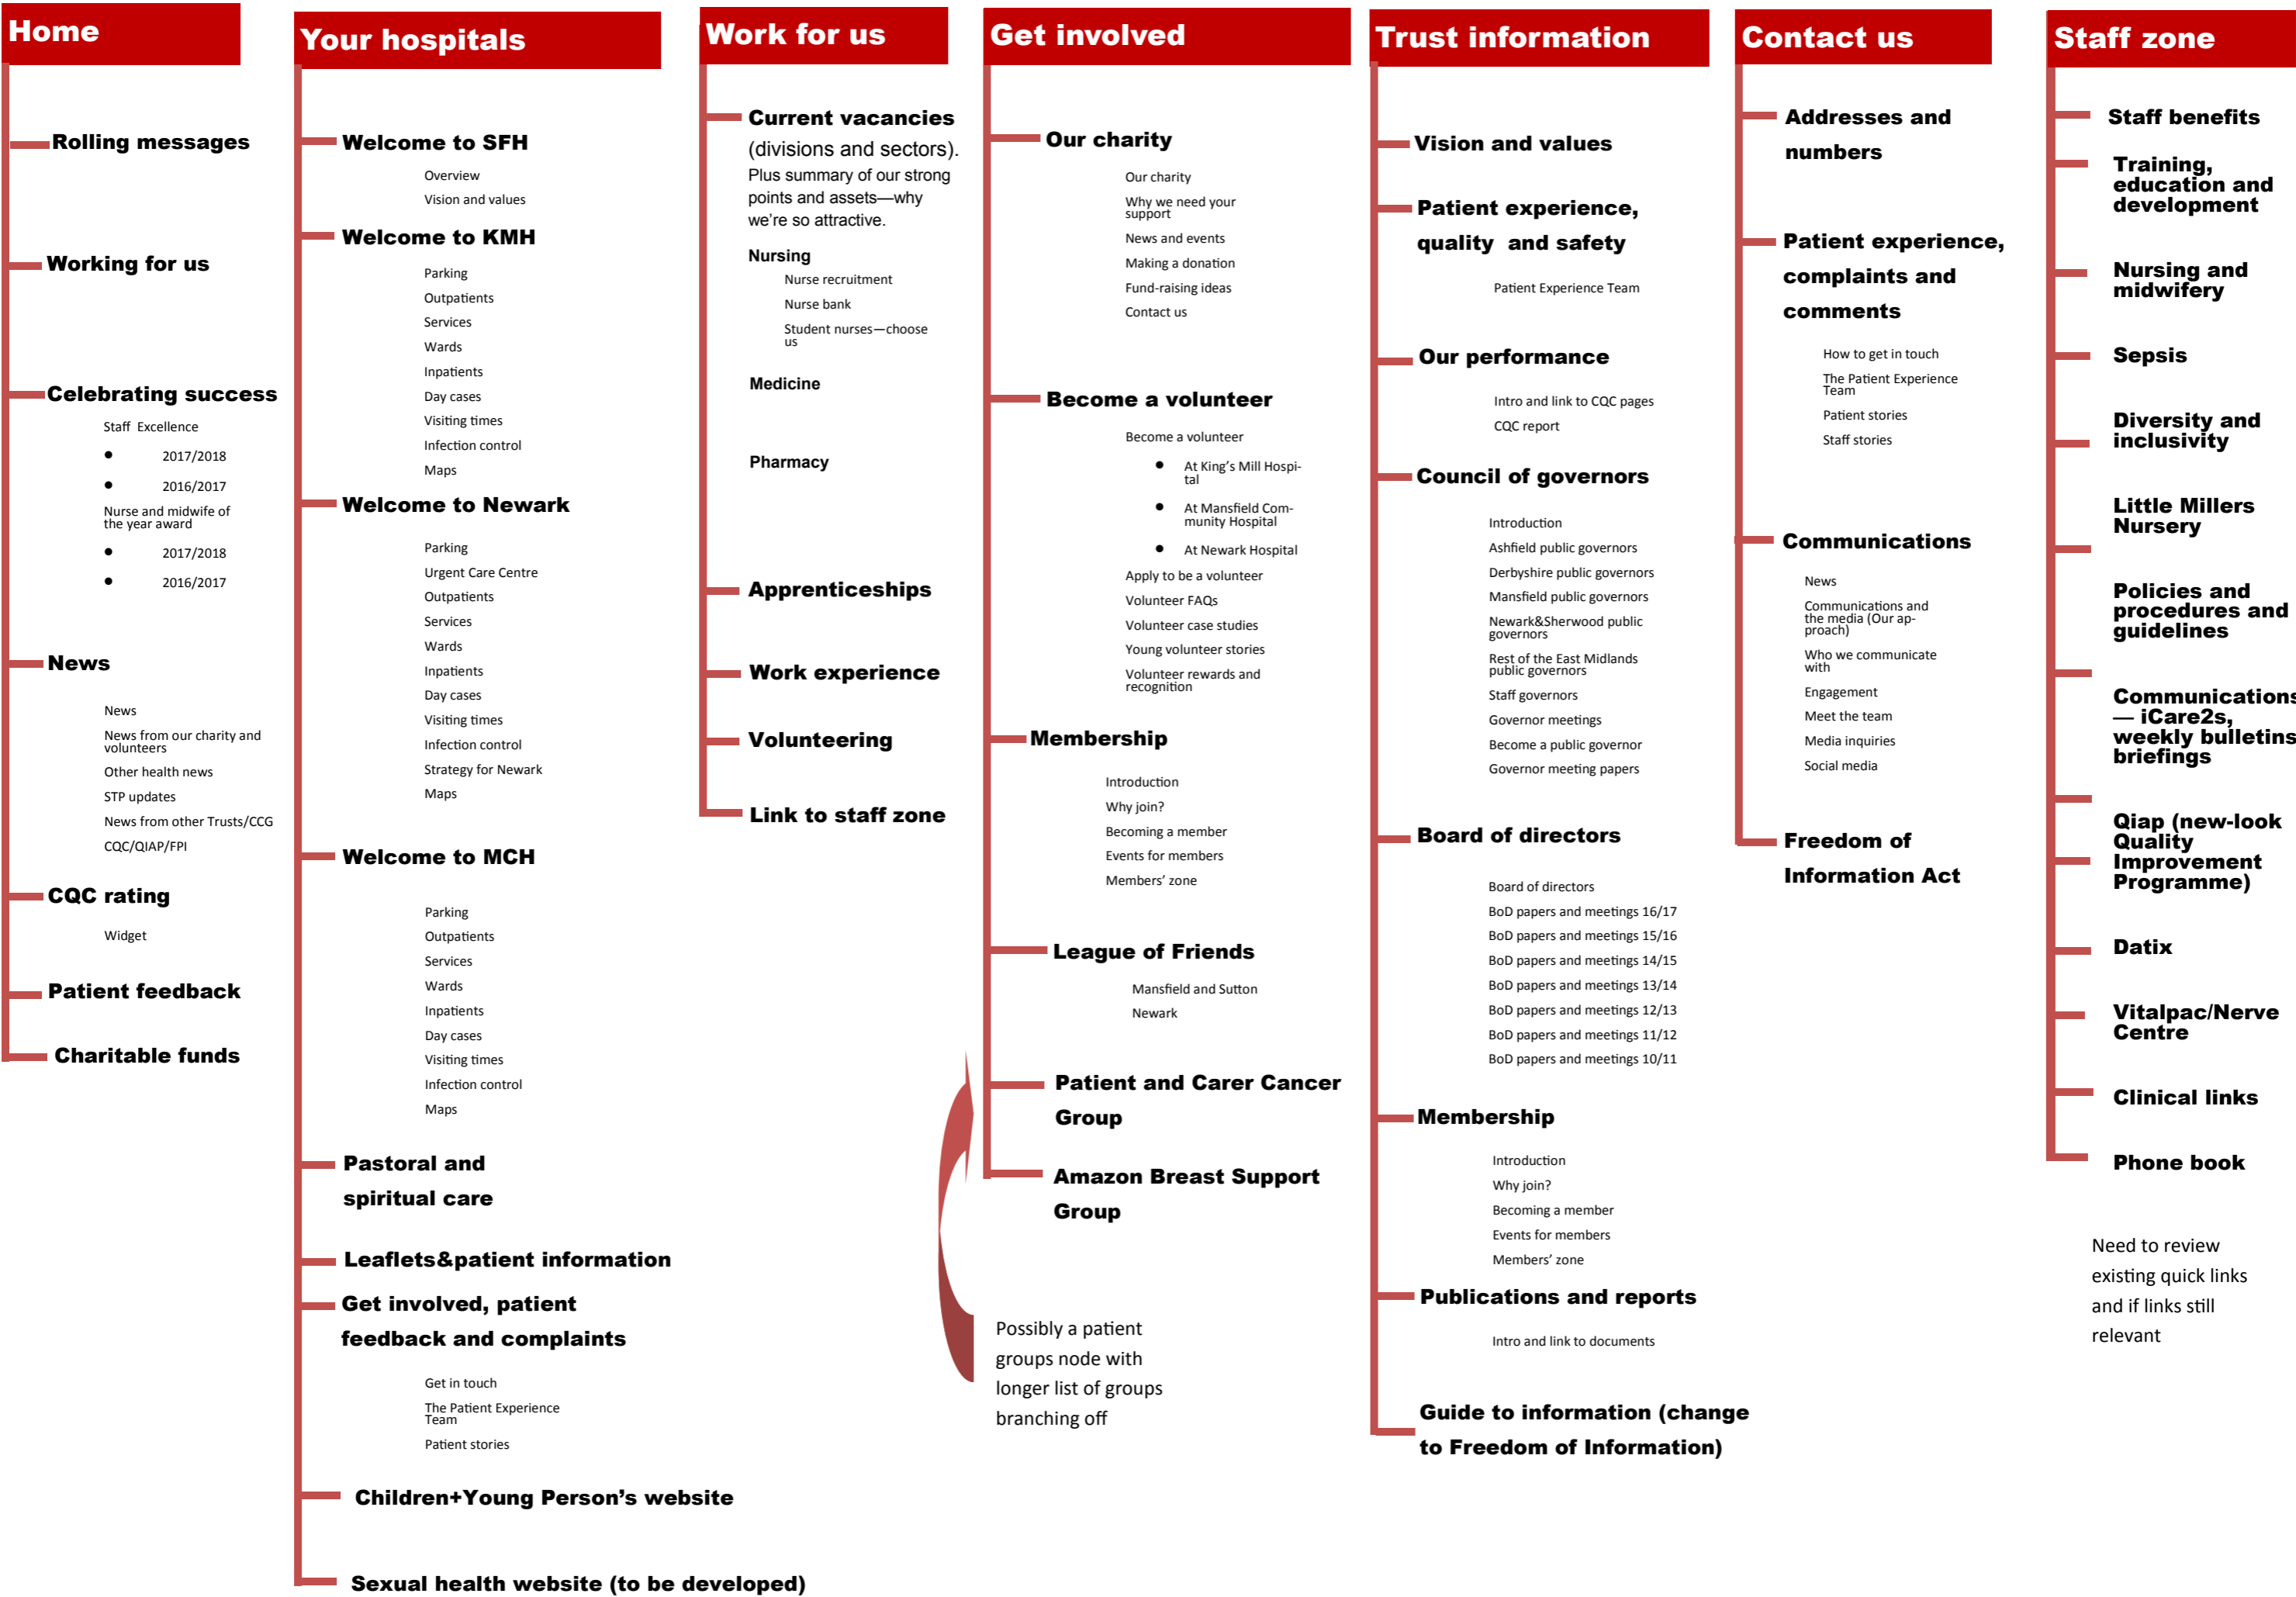 Home
Rolling messages
Working for us
Celebrating success
Staff Excellence
● 2017/2018
● 2016/2017
Nurse and midwife of
the year award
● 2017/2018
● 2016/2017
News
News
News from our charity and
volunteers
Other health news
STP updates
News from other Trusts/CCG
CQC/QIAP/FPI
CQC rating
Widget
Patient feedback
Charitable funds
Your hospitals
Welcome to SFH
Overview
Vision and values
Welcome to KMH
Parking
Outpatients
Services
Wards
Inpatients
Day cases
Visiting times
Infection control
Maps
Welcome to Newark
Parking
Urgent Care Centre
Outpatients
Services
Wards
Inpatients
Day cases
Visiting times
Infection control
Strategy for Newark
Maps
Welcome to MCH
Parking
Outpatients
Services
Wards
Inpatients
Day cases
Visiting times
Infection control
Maps
Pastoral and
spiritual care
Leaflets&patient information
Get involved, patient
feedback and complaints
Get in touch
The Patient Experience
Team
Patient stories
Children+Young Person's website
Sexual health website (to be developed)
Work for us
Current vacancies
(divisions and sectors).
Plus summary of our strong
points and assets—why
we're so attractive.
Nursing
Nurse recruitment
Nurse bank
Student nurses—choose
us
Medicine
Pharmacy
Apprenticeships
Work experience
Volunteering
Link to staff zone
Get involved
Our charity
Our charity
Why we need your
support
News and events
Making a donation
Fund-raising ideas
Contact us
Become a volunteer
Become a volunteer
● At King's Mill Hospi-
tal
● At Mansfield Com-
munity Hospital
● At Newark Hospital
Apply to be a volunteer
Volunteer FAQs
Volunteer case studies
Young volunteer stories
Volunteer rewards and
recognition
Membership
Introduction
Why join?
Becoming a member
Events for members
Members' zone
League of Friends
Mansfield and Sutton
Newark
Patient and Carer Cancer
Group
Amazon Breast Support
Group
Possibly a patient
groups node with
longer list of groups
branching off
Trust information
Vision and values
Patient experience,
quality and safety
Patient Experience Team
Our performance
Intro and link to CQC pages
CQC report
Council of governors
Introduction
Ashfield public governors
Derbyshire public governors
Mansfield public governors
Newark&Sherwood public
governors
Rest of the East Midlands
public governors
Staff governors
Governor meetings
Become a public governor
Governor meeting papers
Board of directors
Board of directors
BoD papers and meetings 16/17
BoD papers and meetings 15/16
BoD papers and meetings 14/15
BoD papers and meetings 13/14
BoD papers and meetings 12/13
BoD papers and meetings 11/12
BoD papers and meetings 10/11
Membership
Introduction
Why join?
Becoming a member
Events for members
Members' zone
Publications and reports
Intro and link to documents
Guide to information (change
to Freedom of Information)
Contact us
Addresses and
numbers
Patient experience,
complaints and
comments
How to get in touch
The Patient Experience
Team
Patient stories
Staff stories
Communications
News
Communications and
the media (Our ap-
proach)
Who we communicate
with
Engagement
Meet the team
Media inquiries
Social media
Freedom of
Information Act
Staff zone
Staff benefits
Training,
education and
development
Nursing and
midwifery
Sepsis
Diversity and
inclusivity
Little Millers
Nursery
Policies and
procedures and
guidelines
Communications
— iCare2s,
weekly bulletins
briefings
Qiap (new-look
Quality
Improvement
Programme)
Datix
Vitalpac/Nerve
Centre
Clinical links
Phone book
Need to review
existing quick links
and if links still
relevant